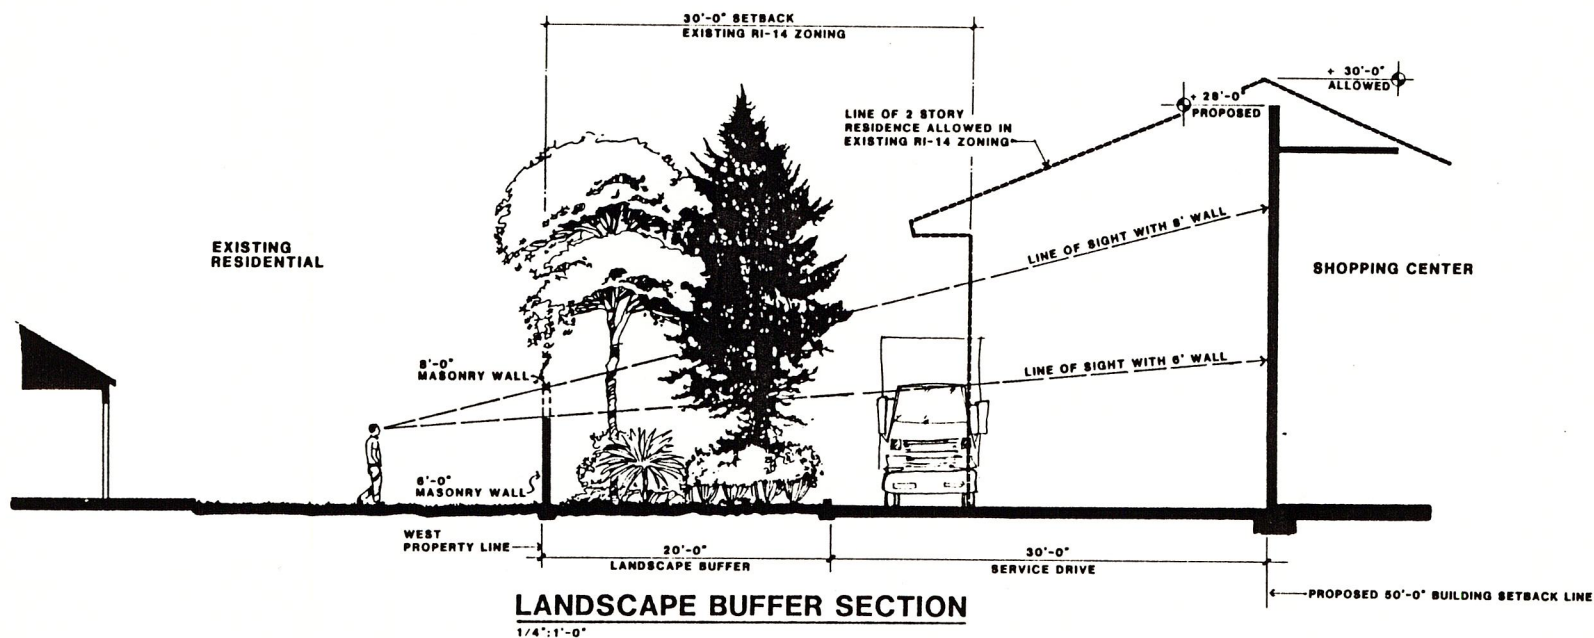 30'-0" SETBACK
EXISTING RI-14 ZONING
+ 30'-0"
ALLOWED
+ 28'-0"
PROPOSED
LINE OF 2 STORY
RESIDENCE ALLOWED IN
EXISTING RI-14 ZONING
EXISTING
RESIDENTIAL
LINE OF SIGHT WITH 8' WALL
SHOPPING CENTER
8'-0"
MASONRY WALL
LINE OF SIGHT WITH 6' WALL
6'-0"
MASONRY WALL
WEST
PROPERTY LINE
20'-0"
LANDSCAPE BUFFER
30'-0"
SERVICE DRIVE
PROPOSED 50'-0" BUILDING SETBACK LINE
LANDSCAPE BUFFER SECTION
1/4":1'-0"